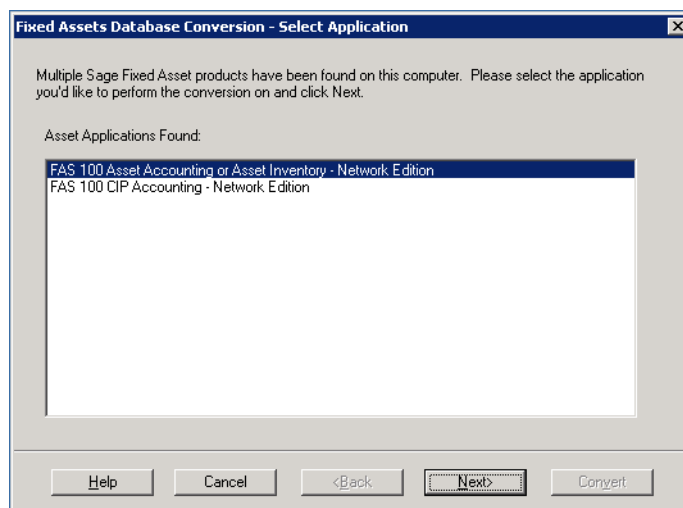 Fixed Assets Database Conversion - Select Application
Multiple Sage Fixed Asset products have been found on this computer.  Please select the application
you'd like to perform the conversion on and click Next.
Asset Applications Found:
FAS 100 Asset Accounting or Asset Inventory - Network Edition
FAS 100 CIP Accounting - Network Edition
Help Cancel <Back Next> Convert